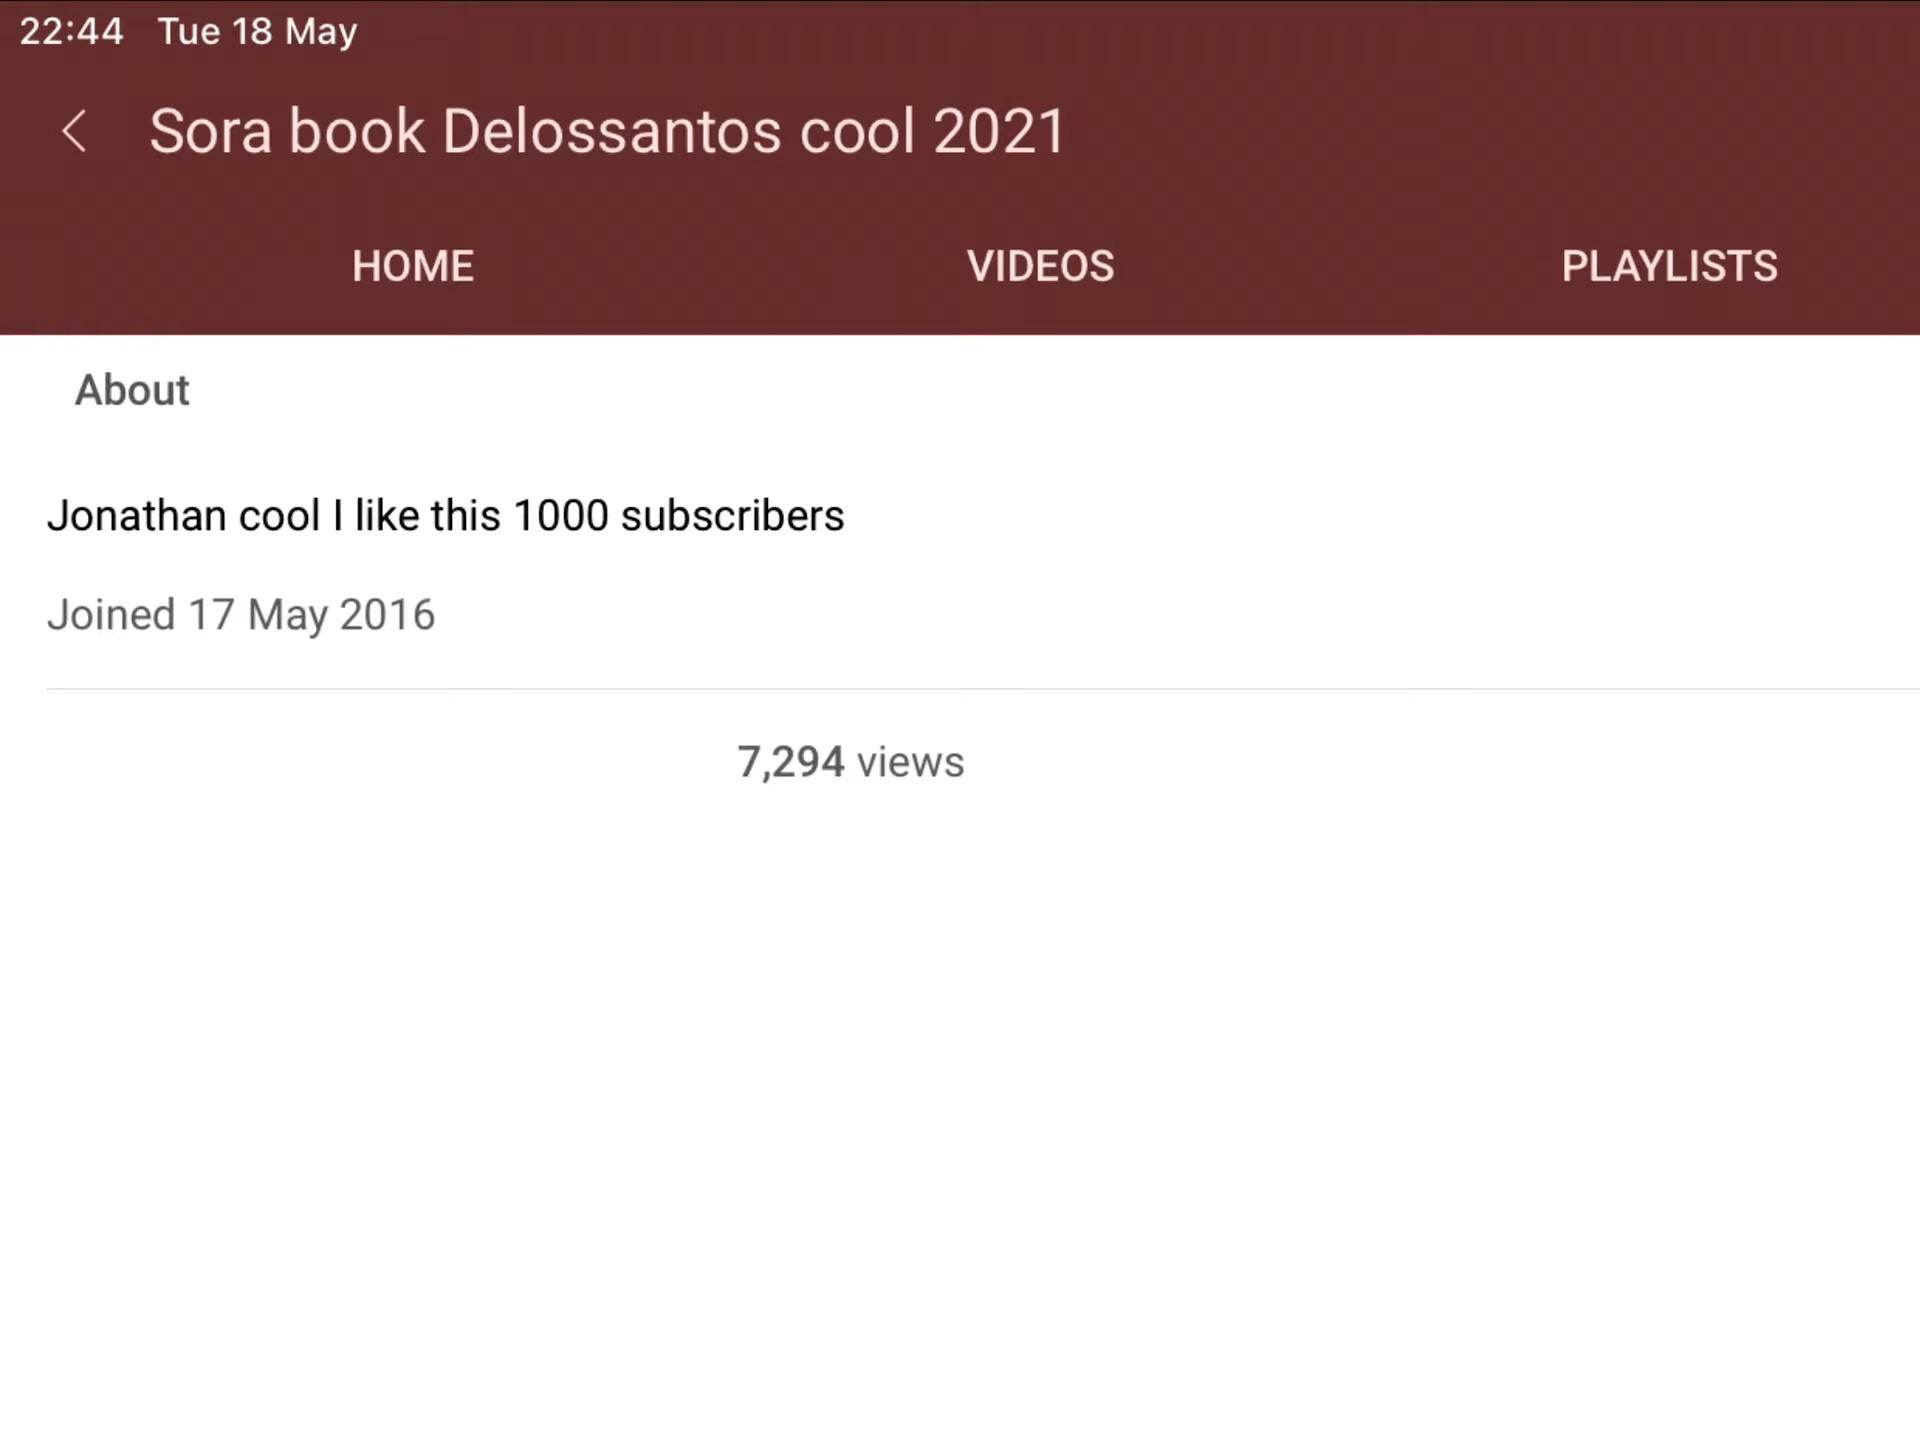 22:44 Tue 18 May
Sora book Delossantos cool 2021
HOME VIDEOS PLAYLISTS
About
Jonathan cool I like this 1000 subscribers
Joined 17 May 2016
7,294 views